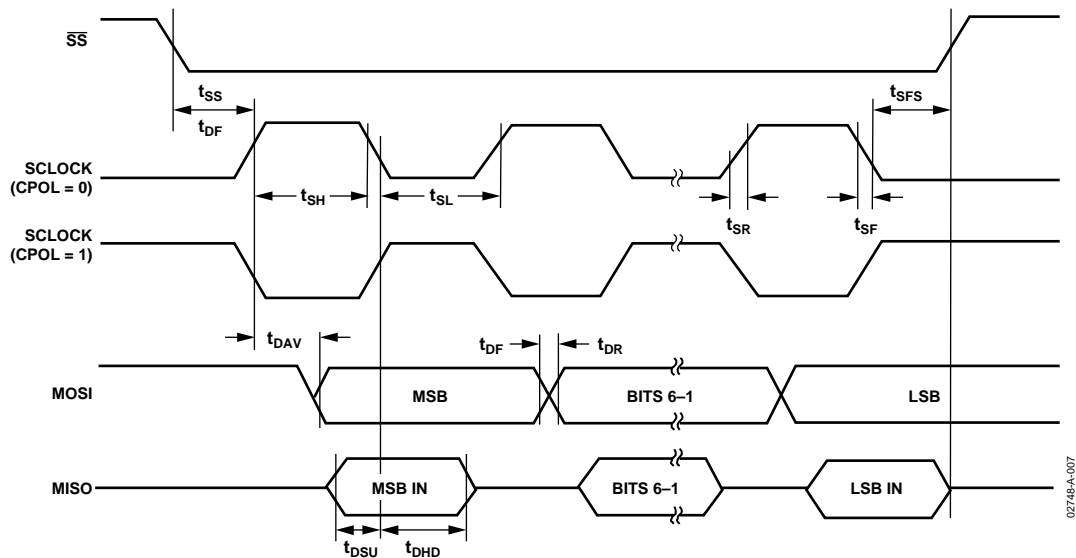 SS
tSS
tSFS
tDF
SCLOCK
(CPOL = 0)
tSH
tSL
tSR
tSF
SCLOCK
(CPOL = 1)
tDAV
tDF
tDR
MOSI
MSB
BITS 6–1
LSB
MISO
MSB IN
BITS 6–1
LSB IN
tDSU
tDHD
02748-A-007